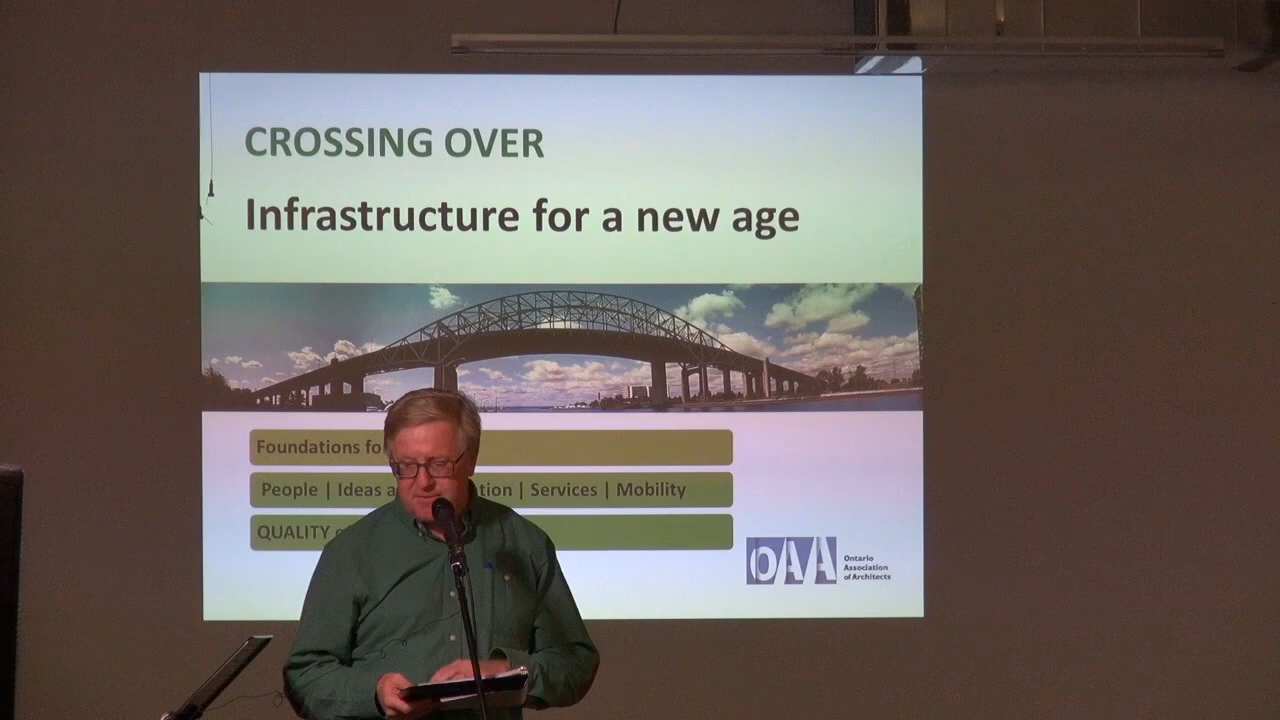 CROSSING OVER
Infrastructure for a new age
Foundations fo
People | Ideas a tion | Services | Mobility
QUALITY
OAA
Ontario
Association
of Architects